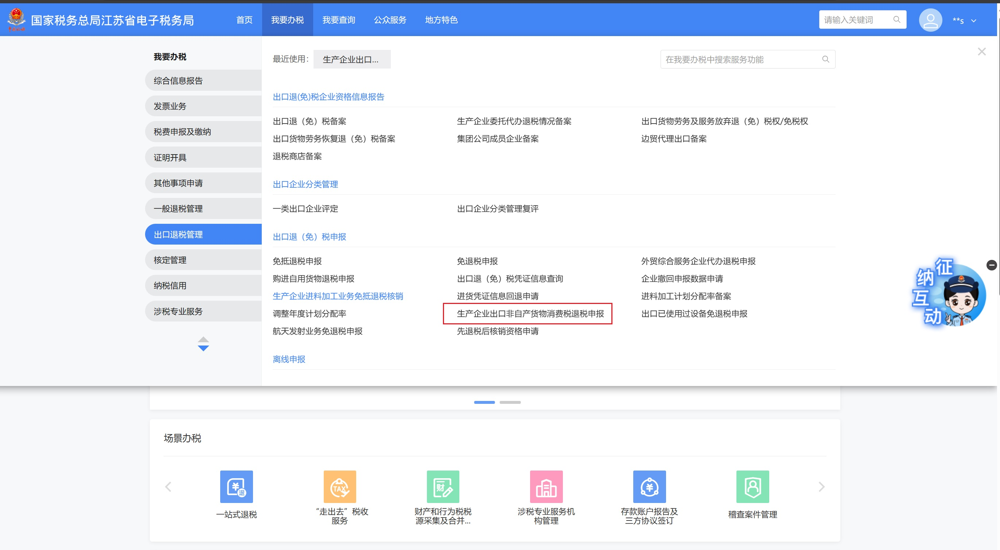 国家税务总局江苏省电子税务局
首页 我要办税 我要查询 公众服务 地方特色
请输入关键词
**s
我要办税
综合信息报告
发票业务
税费申报及缴纳
证明开具
其他事项申请
一般退税管理
出口退税管理
核定管理
纳税信用
涉税专业服务
最近使用： 生产企业出口...
在我要办税中搜索服务功能
出口退(免)税企业资格信息报告
出口退（免）税备案 生产企业委托代办退税情况备案 出口货物劳务及服务放弃退（免）税权/免税权
出口货物劳务恢复退（免）税备案 集团公司成员企业备案 边贸代理出口备案
退税商店备案
出口企业分类管理
一类出口企业评定 出口企业分类管理复评
出口退（免）税申报
免抵退税申报 免退税申报 外贸综合服务企业代办退税申报
购进自用货物退税申报 出口退（免）税凭证信息查询 企业撤回申报数据申请
生产企业进料加工业务免抵退税核销 进货凭证信息回退申请 进料加工计划分配率备案
调整年度计划分配率 生产企业出口非自产货物消费税退税申报 出口已使用过设备免退税申报
航天发射业务免退税申报 先退税后核销资格申请
离线申报
征纳互动
场景办税
¥ 退
TAX
财
¥
一站式退税
“走出去”税收
服务
财产和行为税税
源采集及合并...
涉税专业服务机
构管理
存款账户报告及
三方协议签订
稽查案件管理